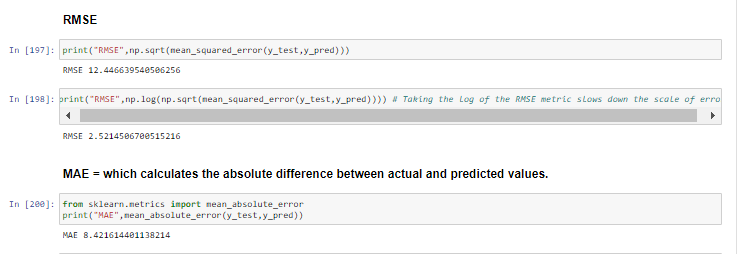 RMSE
In [197]: print("RMSE",np.sqrt(mean_squared_error(y_test,y_pred)))
RMSE 12.446639540506256
In [198]: print("RMSE",np.log(np.sqrt(mean_squared_error(y_test,y_pred)))) # Taking the log of the RMSE metric slows down the scale of erro
RMSE 2.5214506700515216
MAE = which calculates the absolute difference between actual and predicted values.
In [200]: from sklearn.metrics import mean_absolute_error
print("MAE",mean_absolute_error(y_test,y_pred))
MAE 8.421614401138214